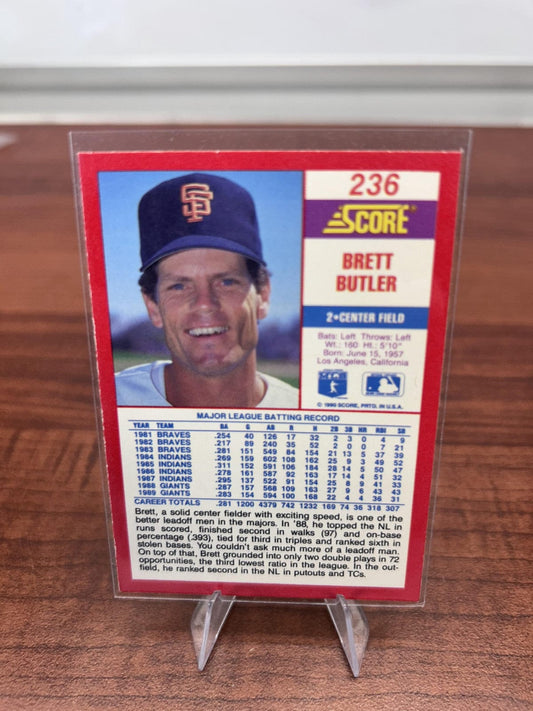 SF
236
SCORE
BRETT
BUTLER
2•CENTER FIELD
Bats: Left Throws: Left
Wt.: 160 Ht.: 5'10"
Born: June 15, 1957
Los Angeles, California
© 1990 SCORE, PRTD. IN U.S.A.
MAJOR LEAGUE BATTING RECORD
YEAR TEAM BA G AB R H 2B 3B HR RBI SB
1981 BRAVES .254 40 126 17 32 2 3 0 4 9
1982 BRAVES .217 89 240 35 52 2 0 0 7 21
1983 BRAVES .281 151 549 84 154 21 13 5 37 39
1984 INDIANS .269 159 602 108 162 25 9 3 49 52
1985 INDIANS .311 152 591 106 184 28 14 5 50 47
1986 INDIANS .278 161 587 92 163 17 14 4 51 32
1987 INDIANS .295 137 522 91 154 25 8 9 41 33
1988 GIANTS .287 157 568 109 163 27 9 6 43 43
1989 GIANTS .283 154 594 100 168 22 4 4 36 31
CAREER TOTALS .281 1200 4379 742 1232 169 74 36 318 307
Brett, a solid center fielder with exciting speed, is one of the
better leadoff men in the majors. In '88, he topped the NL in
runs scored, finished second in walks (97) and on-base
percentage (.393), tied for third in triples and ranked sixth in
stolen bases. You couldn't ask much more of a leadoff man.
On top of that, Brett grounded into only two double plays in 72
opportunities, the third lowest ratio in the league. In the out-
field, he ranked second in the NL in putouts and TCs.